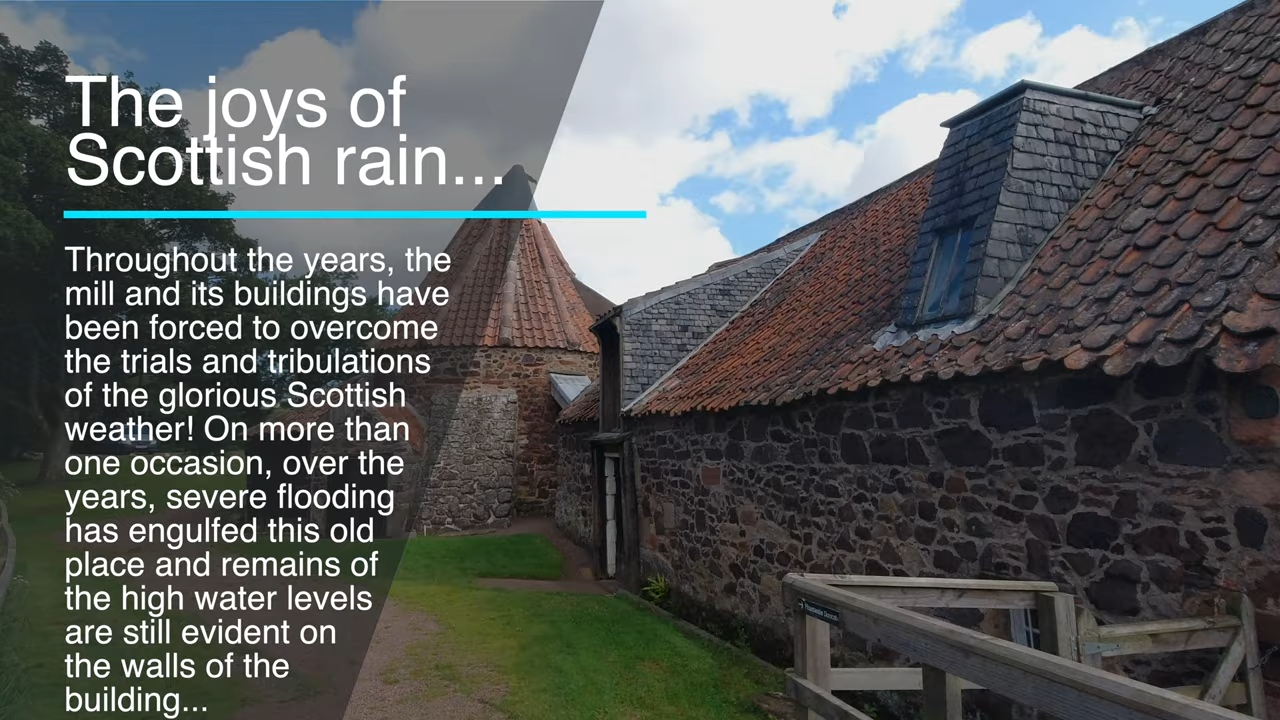 The joys of
Scottish rain...
Throughout the years, the
mill and its buildings have
been forced to overcome
the trials and tribulations
of the glorious Scottish
weather! On more than
one occasion, over the
years, severe flooding
has engulfed this old
place and remains of
the high water levels
are still evident on
the walls of the
building...